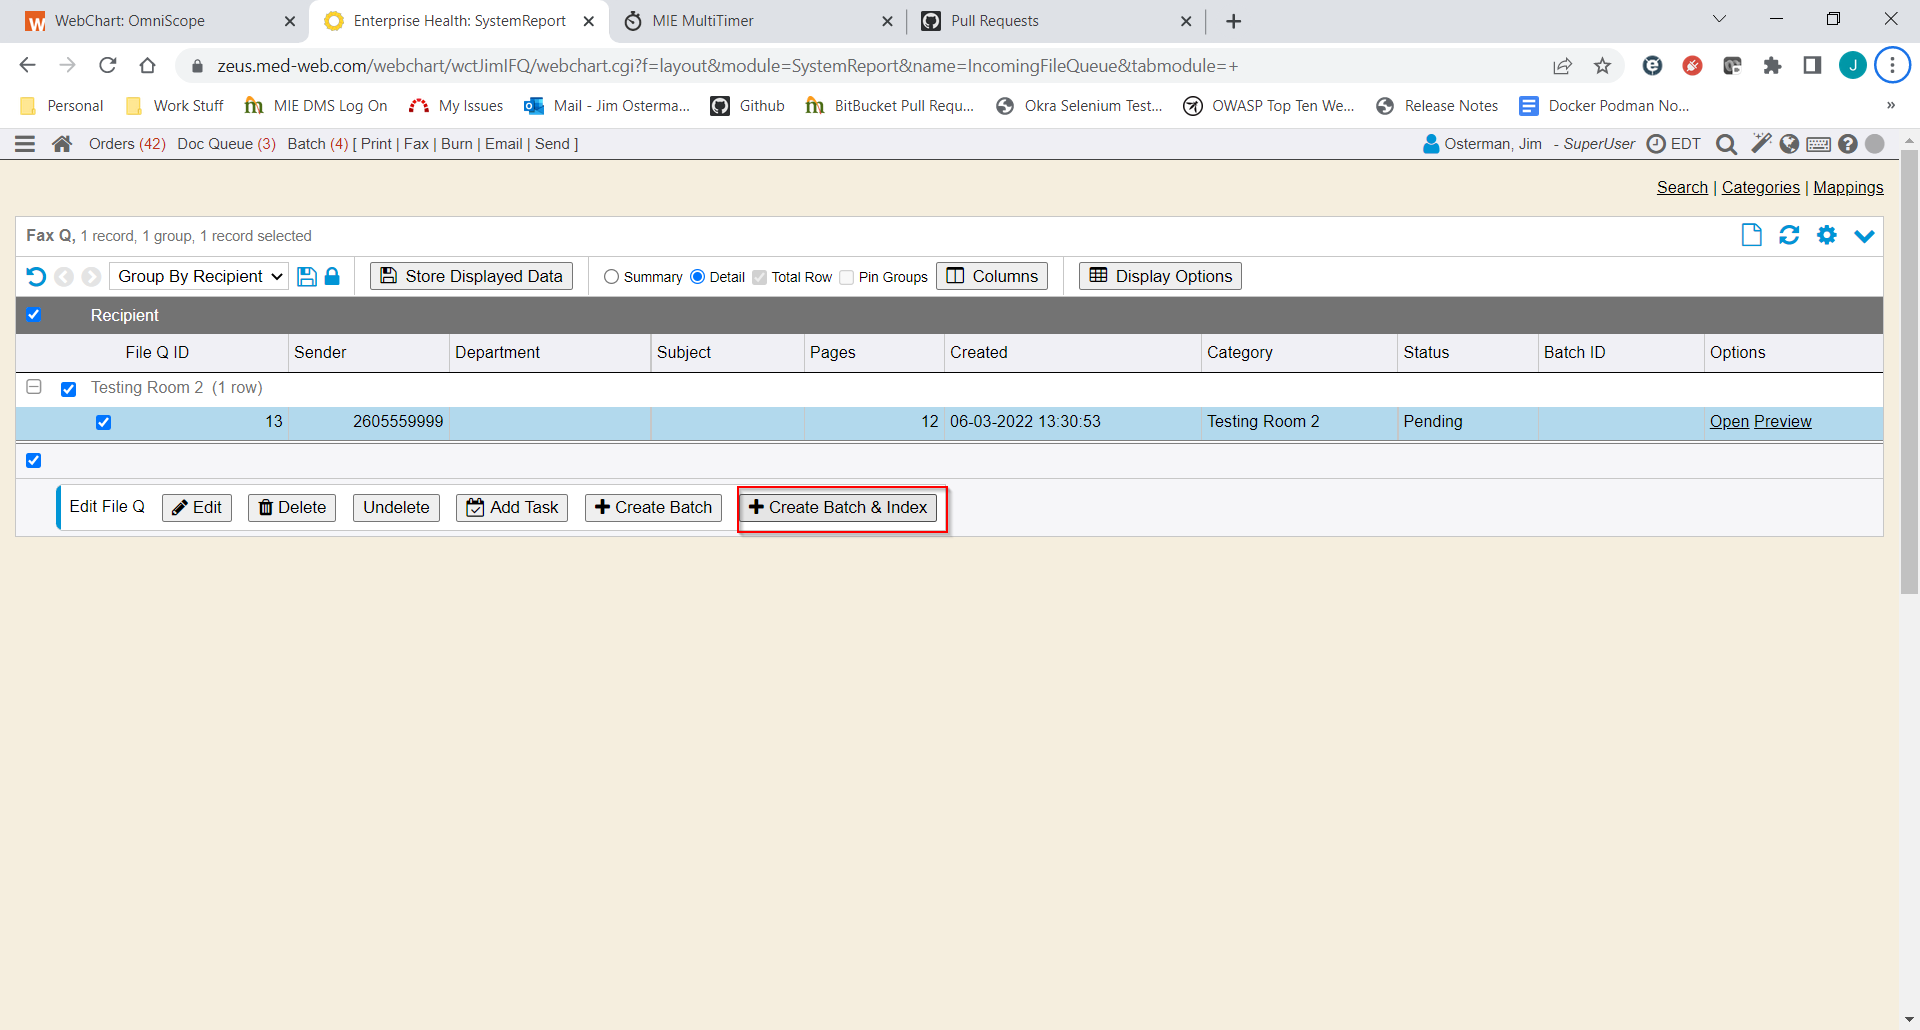 WebChart: OmniScope
Enterprise Health: SystemReport
MIE MultiTimer
Pull Requests
zeus.med-web.com/webchart/wctJimIFQ/webchart.cgi?f=layout&module=SystemReport&name=IncomingFileQueue&tabmodule=+
J
Personal
Work Stuff
MIE DMS Log On
My Issues
Mail - Jim Osterma...
Github
BitBucket Pull Requ...
Okra Selenium Test...
OWASP Top Ten We...
Release Notes
Docker Podman No...
»
Orders (42) Doc Queue (3) Batch (4) [ Print | Fax | Burn | Email | Send ]
Osterman, Jim - SuperUser EDT
Search | Categories | Mappings
Fax Q, 1 record, 1 group, 1 record selected
Group By Recipient Store Displayed Data Summary Detail Total Row Pin Groups Columns Display Options
Recipient
File Q ID Sender Department Subject Pages Created Category Status Batch ID Options
Testing Room 2 (1 row)
13 2605559999 12 06-03-2022 13:30:53 Testing Room 2 Pending Open Preview
Edit File Q Edit Delete Undelete Add Task Create Batch Create Batch & Index